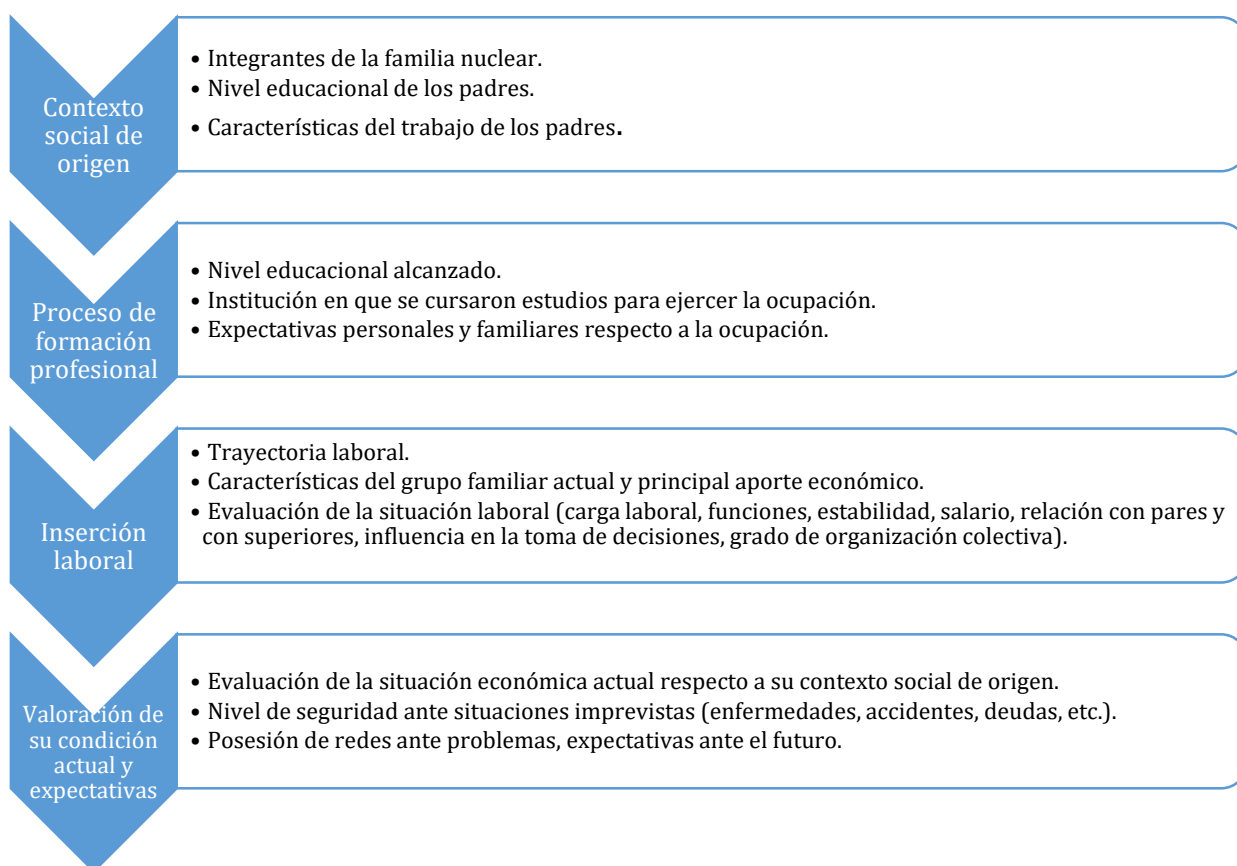 Contexto
social de
origen
• Integrantes de la familia nuclear.
• Nivel educacional de los padres.
• Características del trabajo de los padres.
Proceso de
formación
profesional
• Nivel educacional alcanzado.
• Institución en que se cursaron estudios para ejercer la ocupación.
• Expectativas personales y familiares respecto a la ocupación.
Inserción
laboral
• Trayectoria laboral.
• Características del grupo familiar actual y principal aporte económico.
• Evaluación de la situación laboral (carga laboral, funciones, estabilidad, salario, relación con pares y
con superiores, influencia en la toma de decisiones, grado de organización colectiva).
Valoración de
su condición
actual y
expectativas
• Evaluación de la situación económica actual respecto a su contexto social de origen.
• Nivel de seguridad ante situaciones imprevistas (enfermedades, accidentes, deudas, etc.).
• Posesión de redes ante problemas, expectativas ante el futuro.